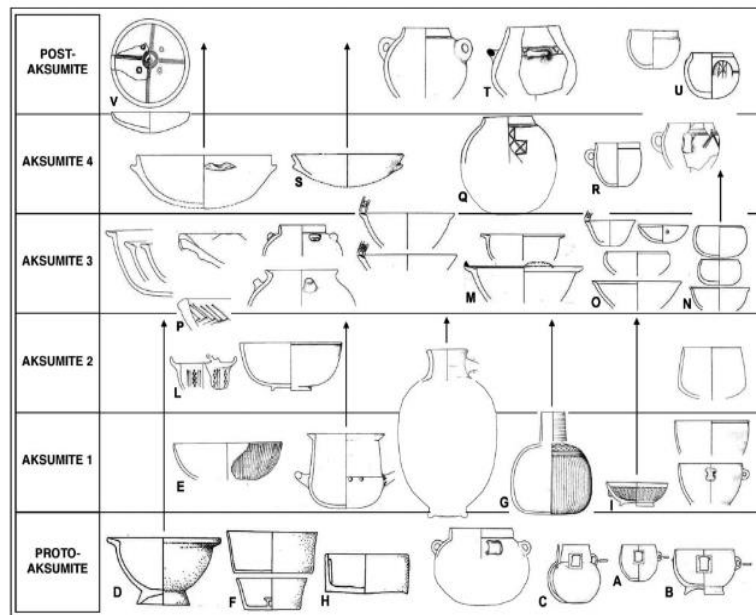 POST-
AKSUMITE
V
T
U
AKSUMITE 4
S
Q
R
AKSUMITE 3
P
M
O
N
AKSUMITE 2
L
AKSUMITE 1
E
G
I
PROTO-
AKSUMITE
D
F
H
C
A
B